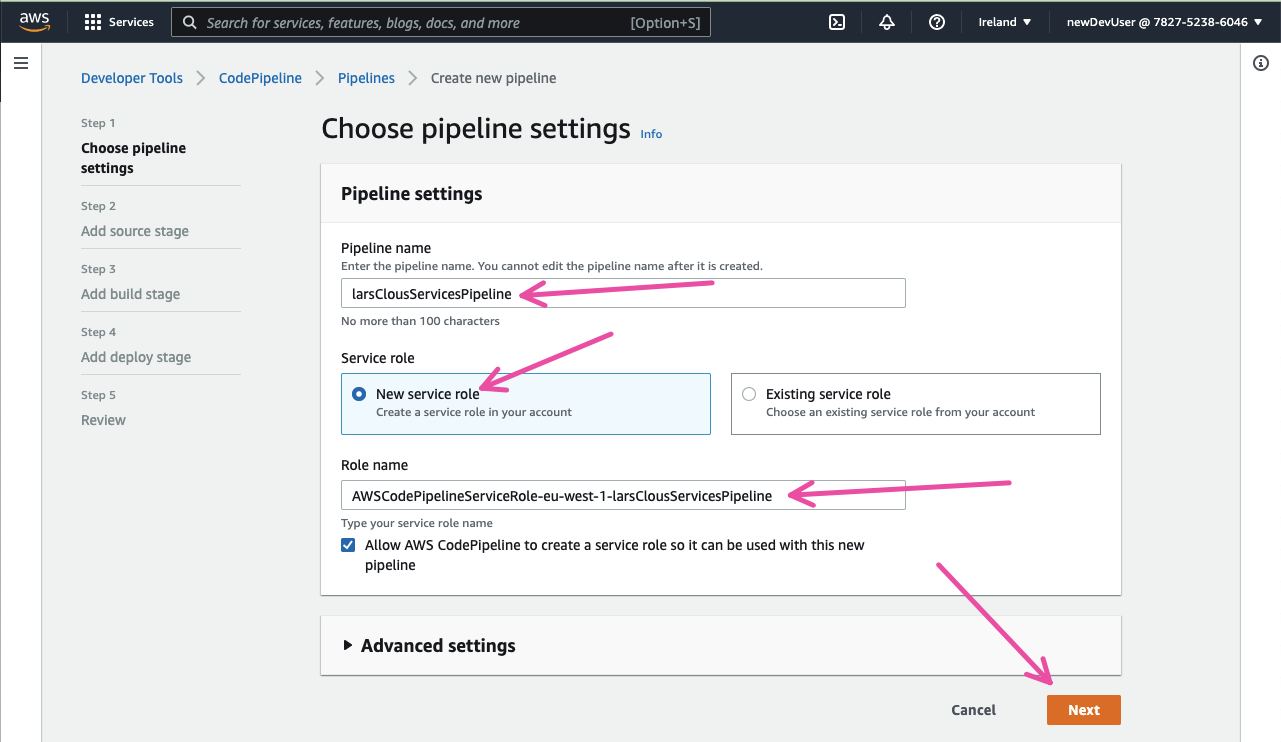 aws
Services
Search for services, features, blogs, docs, and more
[Option+S]
Ireland ▼
newDevUser @ 7827-5238-6046 ▼
Developer Tools > CodePipeline > Pipelines > Create new pipeline
Step 1
Choose pipeline
settings
Step 2
Add source stage
Step 3
Add build stage
Step 4
Add deploy stage
Step 5
Review
Choose pipeline settings Info
Pipeline settings
Pipeline name
Enter the pipeline name. You cannot edit the pipeline name after it is created.
larsClousServicesPipeline
No more than 100 characters
Service role
New service role
Create a service role in your account
Existing service role
Choose an existing service role from your account
Role name
AWSCodePipelineServiceRole-eu-west-1-larsClousServicesPipeline
Type your service role name
Allow AWS CodePipeline to create a service role so it can be used with this new
pipeline
Advanced settings
Cancel
Next